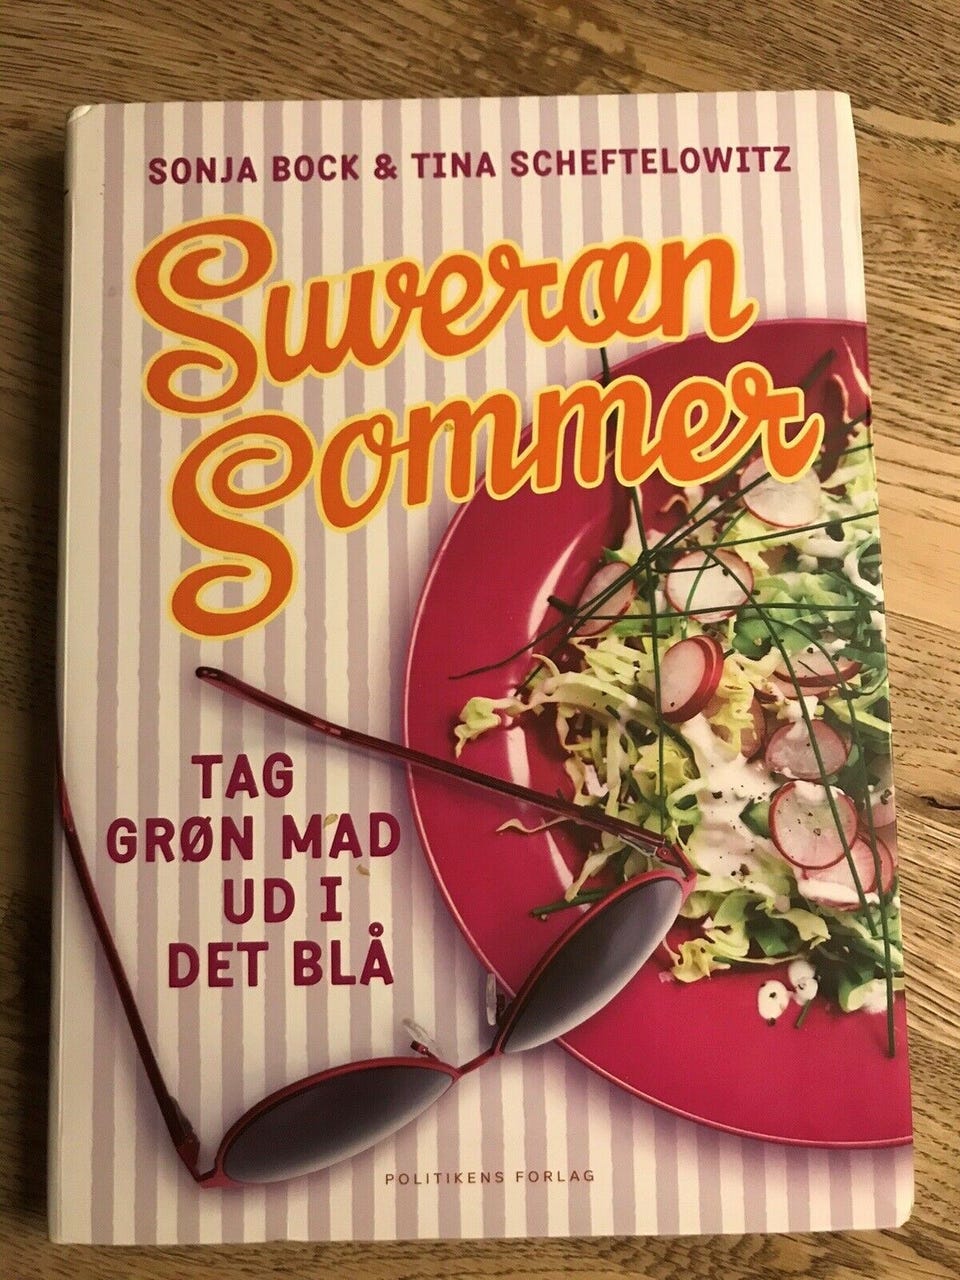 SONJA BOCK & TINA SCHEFTELOWITZ
Suveræn
Sommer
TAG
GRØN MAD
UD I
DET BLÅ
POLITIKENS FORLAG